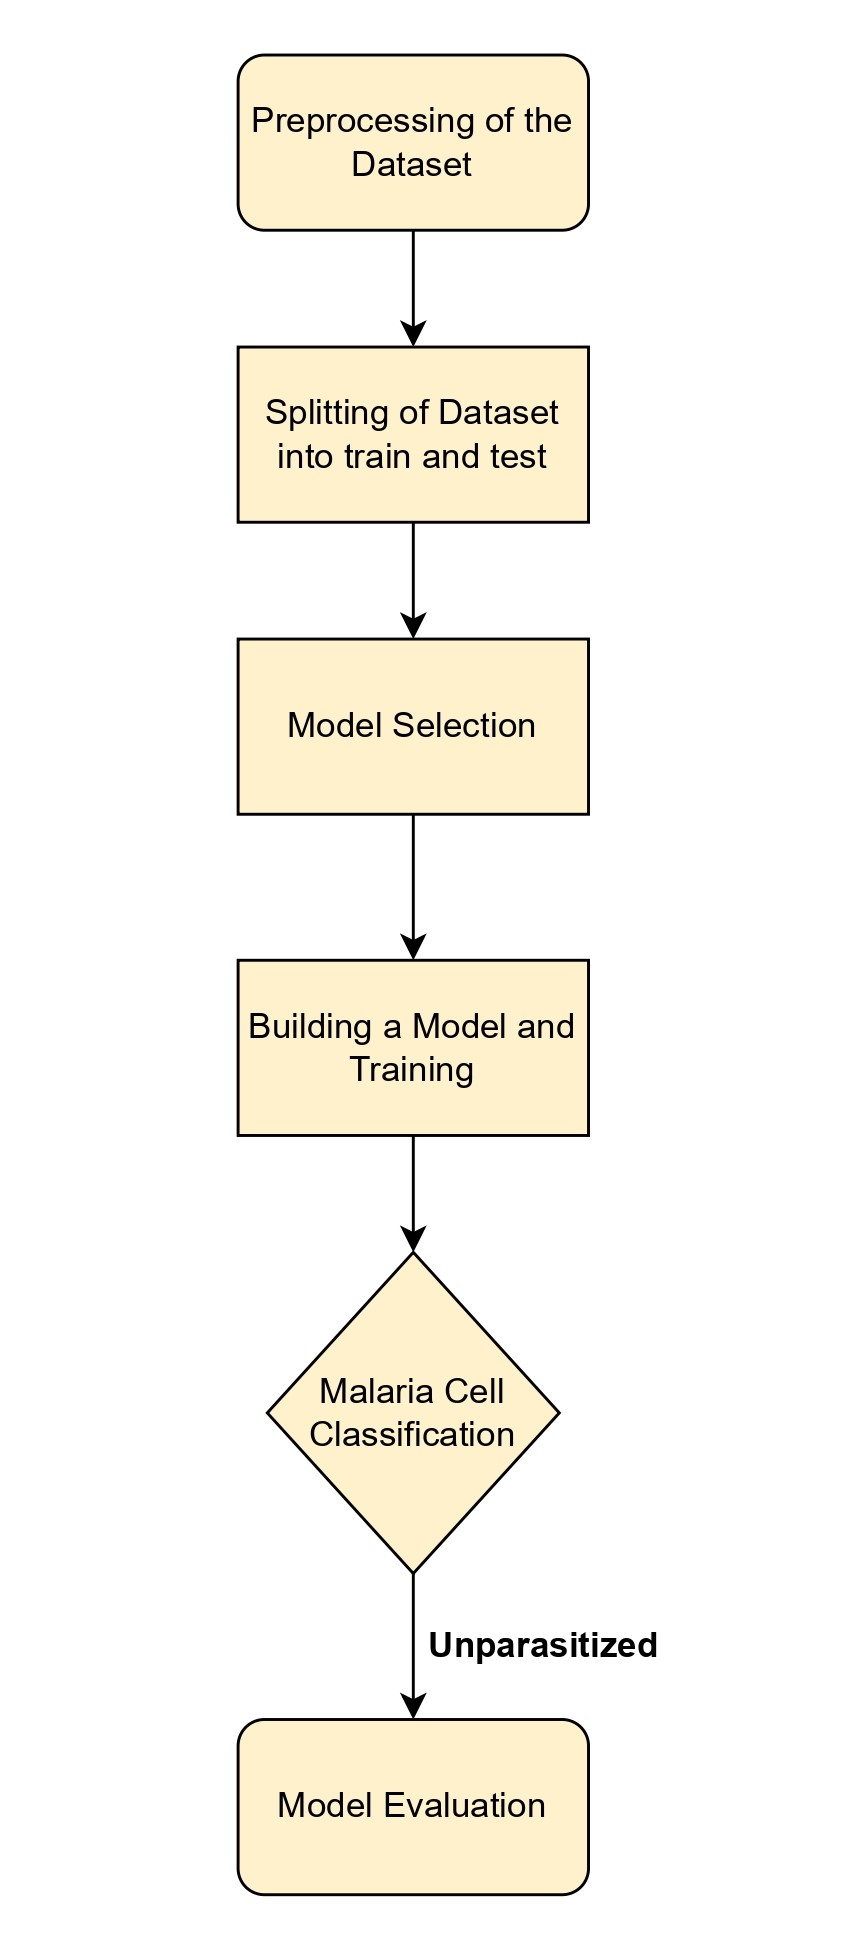 Preprocessing of the
Dataset
Splitting of Dataset
into train and test
Model Selection
Building a Model and
Training
Malaria Cell
Classification
Unparasitized
Model Evaluation